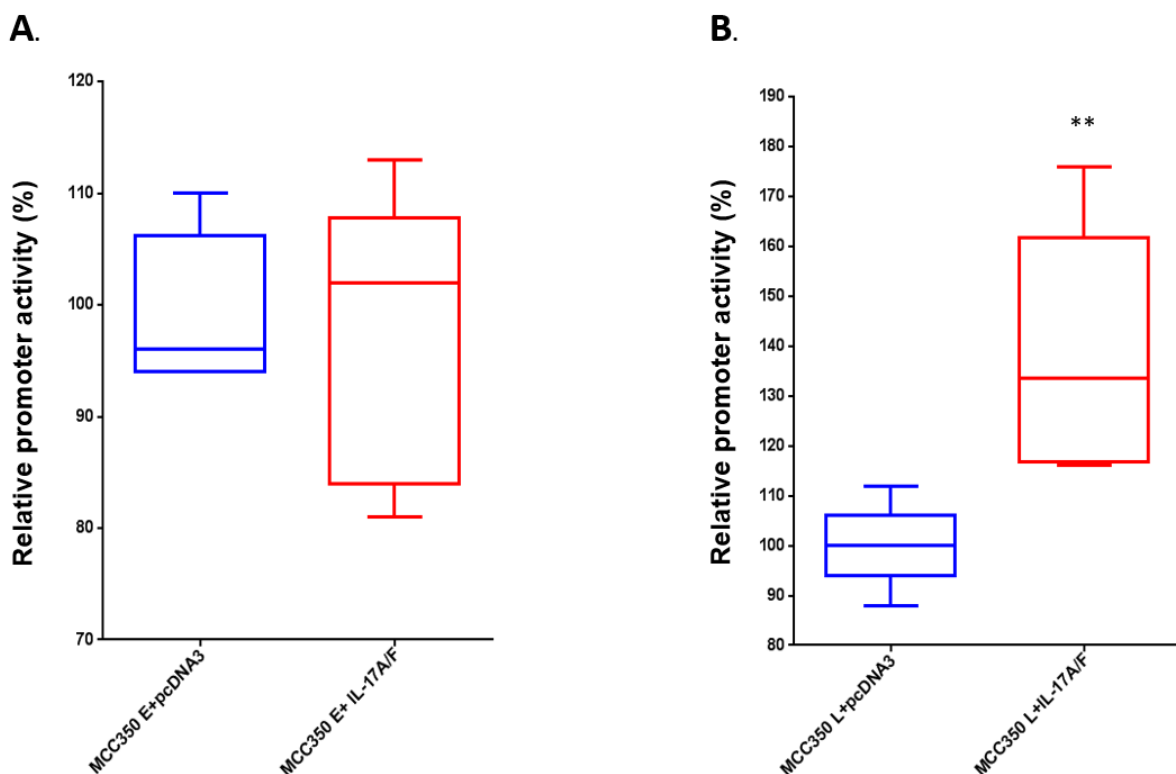 A.
Relative promoter activity (%)
120
110
100
90
80
70
MCC350 E+pcDNA3
MCC350 E+ IL-17A/F
B.
Relative promoter activity (%)
190
180
170
160
150
140
130
120
110
100
90
80
**
MCC350 L+pcDNA3
MCC350 L+IL-17A/F